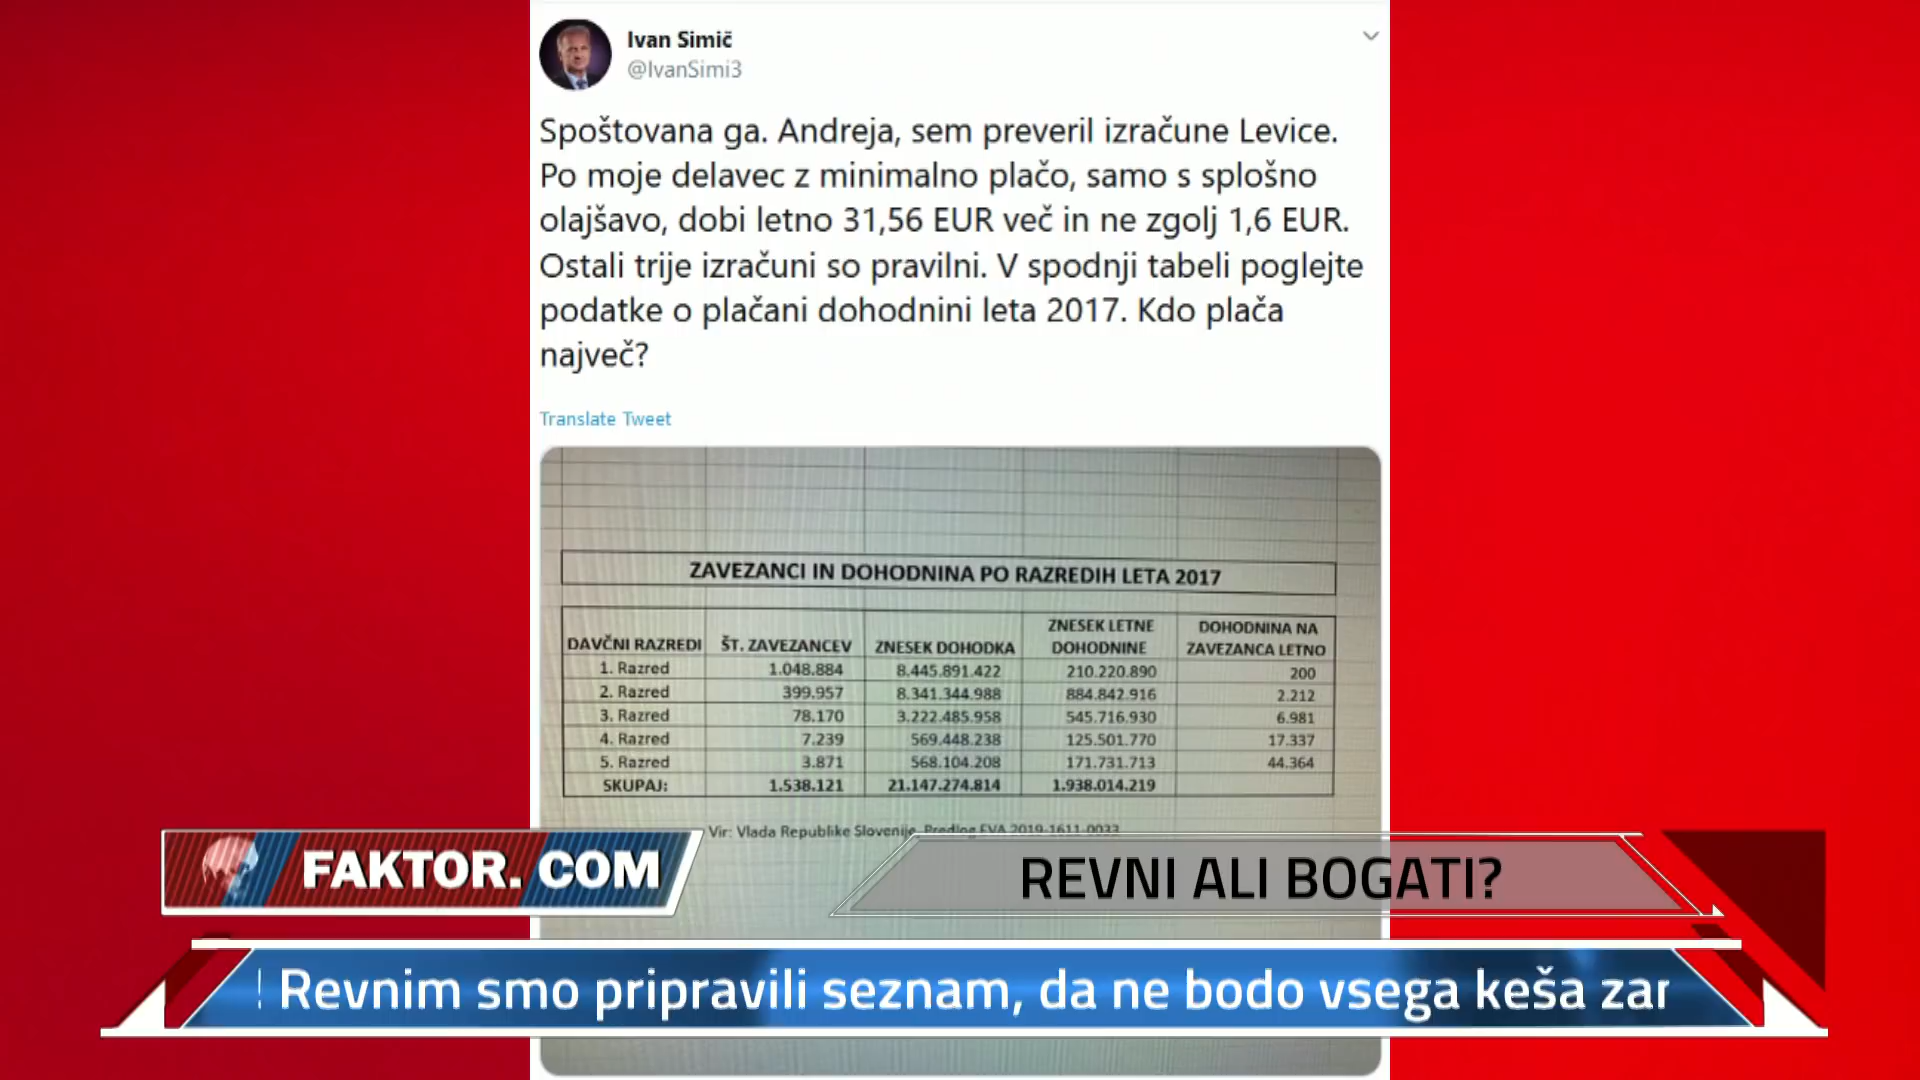 Ivan Simič
@IvanSimi3
Spoštovana ga. Andreja, sem preveril izračune Levice.
Po moje delavec z minimalno plačo, samo s splošno
olajšavo, dobi letno 31,56 EUR več in ne zgolj 1,6 EUR.
Ostali trije izračuni so pravilni. V spodnji tabeli poglejte
podatke o plačani dohodnini leta 2017. Kdo plača
največ?
Translate Tweet
ZAVEZANCI IN DOHODNINA PO RAZREDIH LETA 2017
DAVČNI RAZREDI ŠT. ZAVEZANCEV ZNESEK DOHODKA ZNESEK LETNE DOHODNINE DOHODNINA NA ZAVEZANCA LETNO
1. Razred 1.048.884 8.445.891.422 210.220.890 200
2. Razred 399.957 8.341.344.988 884.842.916 2.212
3. Razred 78.170 3.222.485.958 545.716.930 6.981
4. Razred 7.239 569.448.238 125.501.770 17.337
5. Razred 3.871 568.104.208 171.731.713 44.364
SKUPAJ: 1.538.121 21.147.274.814 1.938.014.219
Vir: Vlada Republike Slovenije, Predlog EVA 2019-1611-0033
FAKTOR. COM
REVNI ALI BOGATI?
! Revnim smo pripravili seznam, da ne bodo vsega keša zar